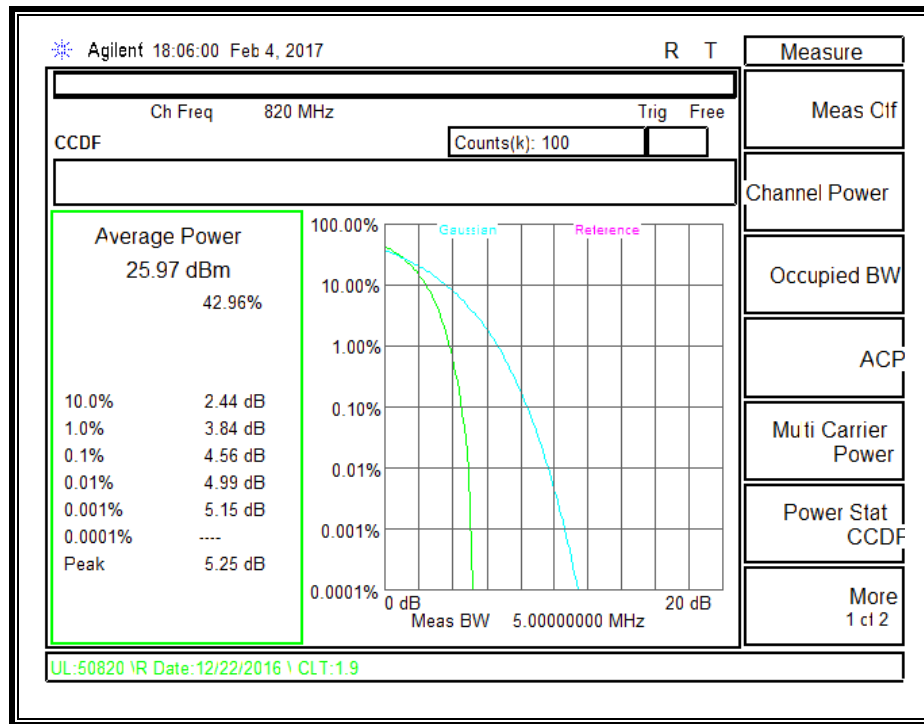 Agilent 18:06:00 Feb 4, 2017 R T
Measure
Ch Freq 820 MHz Trig Free
Meas Off
CCDF Counts(k): 100
Channel Power
Average Power
25.97 dBm
42.96%
10.0% 2.44 dB
1.0% 3.84 dB
0.1% 4.56 dB
0.01% 4.99 dB
0.001% 5.15 dB
0.0001% ----
Peak 5.25 dB
Gaussian Reference
100.00%
10.00%
1.00%
0.10%
0.01%
0.001%
0.0001%
0 dB 20 dB
Meas BW 5.00000000 MHz
Occupied BW
ACP
Multi Carrier
Power
Power Stat
CCDF
More
1 of 2
UL:50820 \R Date:12/22/2016 \ CLT:1.9